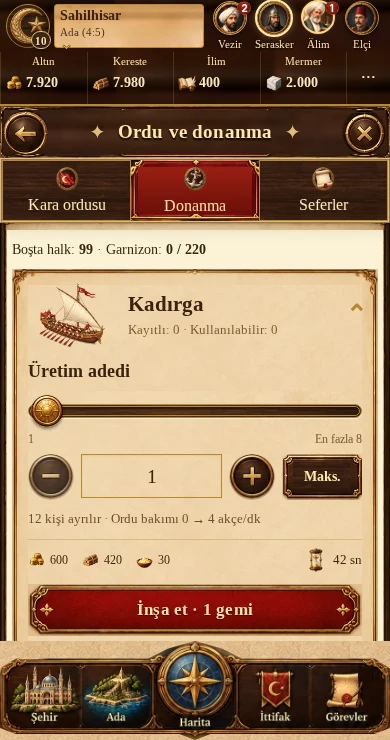 Sahilhisar
Ada (4:5)
10
2
1
Vezir
Serasker
Âlim
Elçi
Altın
Kereste
İlim
Mermer
7.920
7.980
400
2.000
...
Ordu ve donanma
Kara ordusu
Donanma
Seferler
Boşta halk: 99 · Garnizon: 0 / 220
Kadırga
Kayıtlı: 0 · Kullanılabilir: 0
Üretim adedi
1
En fazla 8
1
Maks.
12 kişi ayrılır · Ordu bakımı 0 → 4 akçe/dk
600
420
30
42 sn
İnşa et · 1 gemi
Şehir
Ada
Harita
İttifak
Görevler